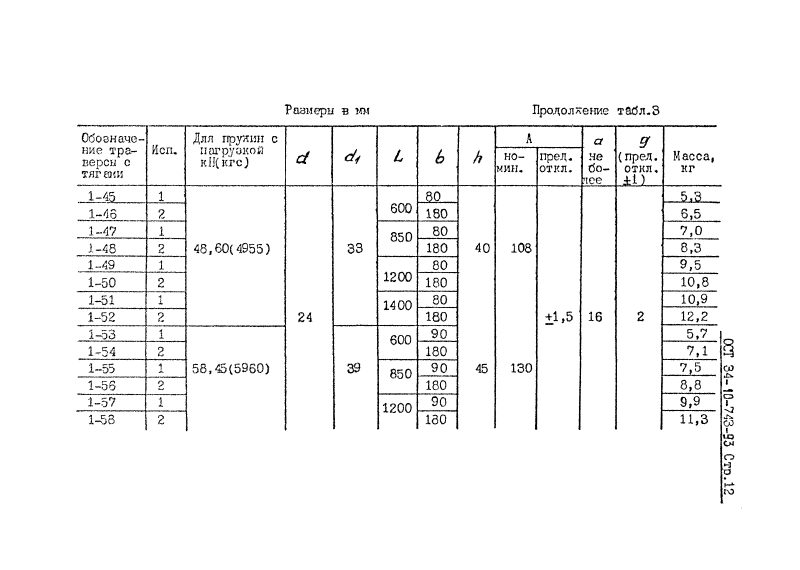 Размеры в мм Продолжение табл.3
Обозначение траверсы с тягами | Исп. | Для пружин с нагрузкой кН(кгс) | d | d1 | L | b | h | А номин. | А пред. откл. | a не более | g (пред. откл. ±1) | Масса, кг
1-45 | 1 | 48,60(4955) | 24 | 33 | 600 | 80 | 40 | 108 | ±1,5 | 16 | 2 | 5,3
1-46 | 2 | 180 | 6,5
1-47 | 1 | 850 | 80 | 7,0
1-48 | 2 | 180 | 8,3
1-49 | 1 | 1200 | 80 | 9,5
1-50 | 2 | 180 | 10,8
1-51 | 1 | 1400 | 80 | 10,9
1-52 | 2 | 180 | 12,2
1-53 | 1 | 58,45(5960) | 39 | 600 | 90 | 45 | 130 | 5,7
1-54 | 2 | 180 | 7,1
1-55 | 1 | 850 | 90 | 7,5
1-56 | 2 | 180 | 8,8
1-57 | 1 | 1200 | 90 | 9,9
1-58 | 2 | 180 | 11,3
ОСТ 34-10-743-93 Стр.12